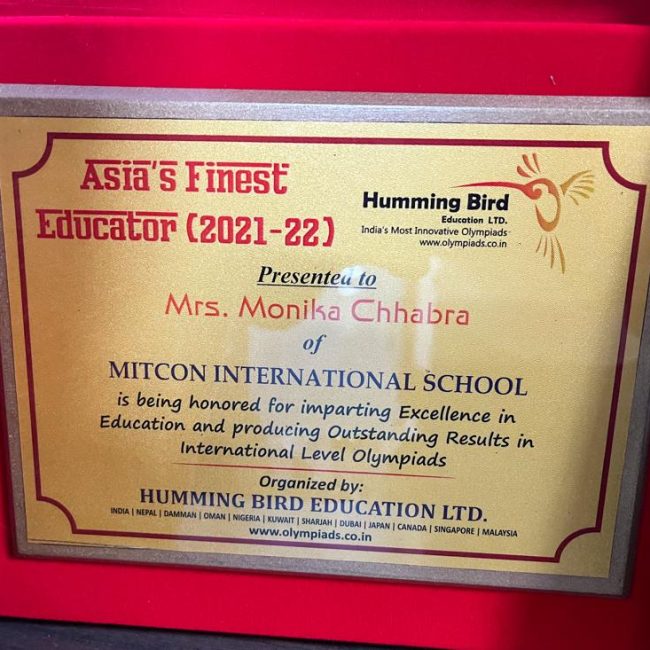 Asia's Finest
Educator (2021-22)
Humming Bird
Education LTD.
India's Most Innovative Olympiads
www.olympiads.co.in
Presented to
Mrs. Monika Chhabra
of
MITCON INTERNATIONAL SCHOOL
is being honored for imparting Excellence in
Education and producing Outstanding Results in
International Level Olympiads
Organized by:
HUMMING BIRD EDUCATION LTD.
INDIA | NEPAL | DAMMAN | OMAN | NIGERIA | KUWAIT | SHARJAH | DUBAI | JAPAN | CANADA | SINGAPORE | MALAYSIA
www.olympiads.co.in